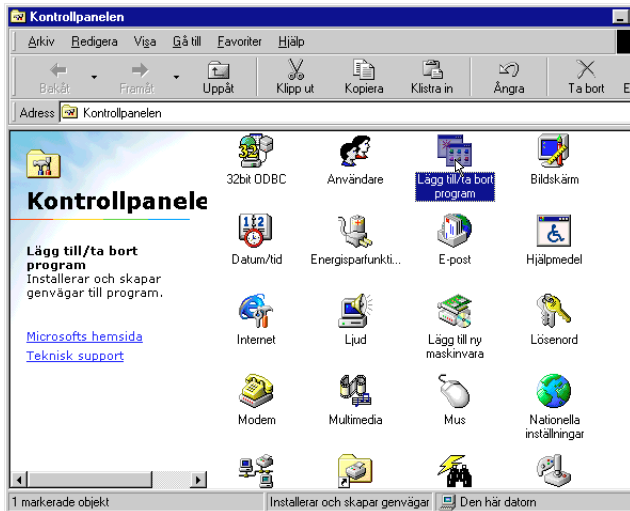 Kontrollpanelen
Arkiv Redigera Visa Gå till Favoriter Hjälp
Bakåt Framåt Uppåt Klipp ut Kopiera Klistra in Ångra Ta bort E
Adress Kontrollpanelen
Kontrollpanele
Lägg till/ta bort
program
Installerar och skapar
genvägar till program.
Microsofts hemsida
Teknisk support
32bit ODBC
Användare
Lägg till/ta bort
program
Bildskärm
Datum/tid
Energisparfunkti...
E-post
Hjälpmedel
Internet
Ljud
Lägg till ny
maskinvara
Lösenord
Modem
Multimedia
Mus
Nationella
inställningar
1 markerade objekt Installerar och skapar genvägar Den här datorn